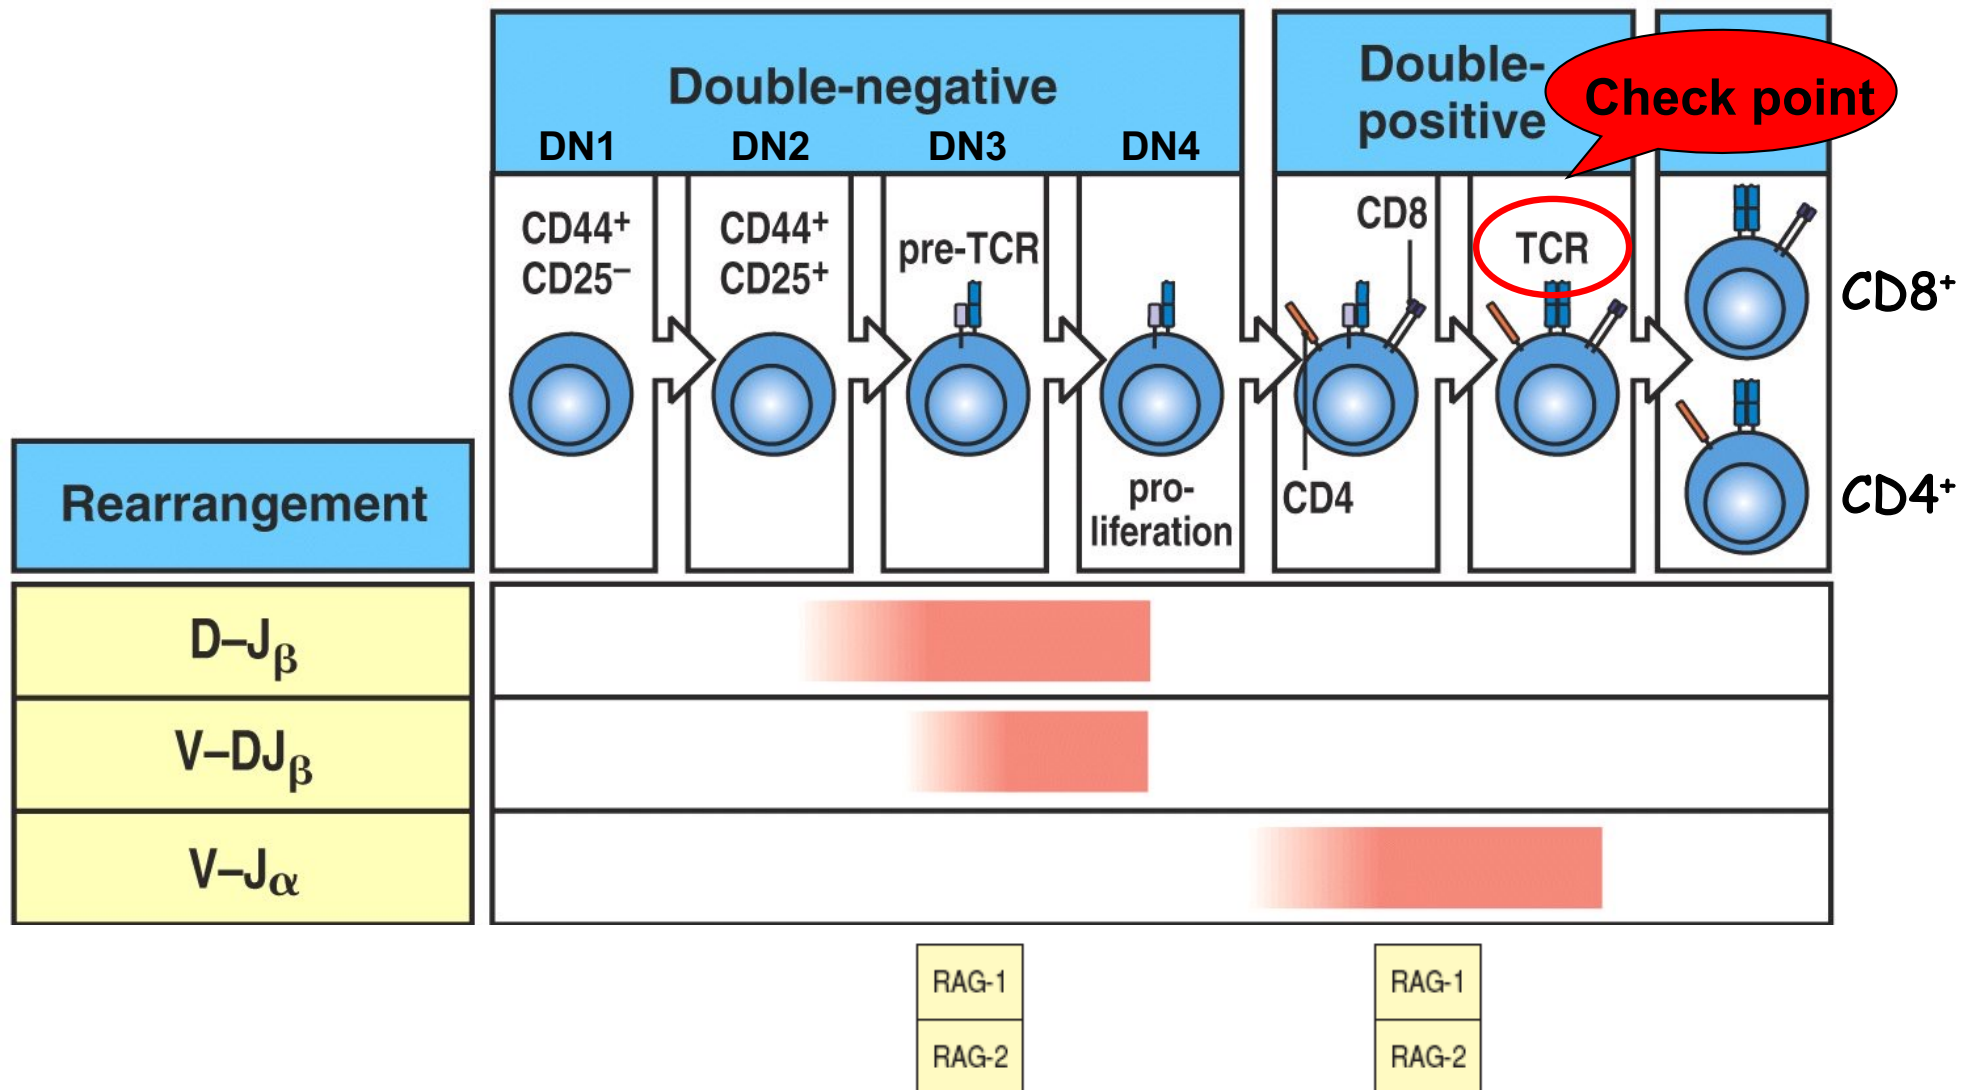 Double-negative
DN1
DN2
DN3
DN4
Double-
positive
Check point
CD44⁺
CD25⁻
CD44⁺
CD25⁺
pre-TCR
pro-
liferation
CD8
CD4
TCR
CD8⁺
CD4⁺
Rearrangement
D–Jβ
V–DJβ
V–Jα
RAG-1
RAG-2
RAG-1
RAG-2